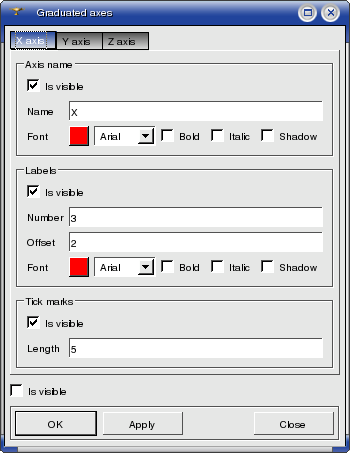 Graduated axes
X axis Y axis Z axis
Axis name
Is visible
Name X
Font Arial Bold Italic Shadow
Labels
Is visible
Number 3
Offset 2
Font Arial Bold Italic Shadow
Tick marks
Is visible
Length 5
Is visible
OK Apply Close